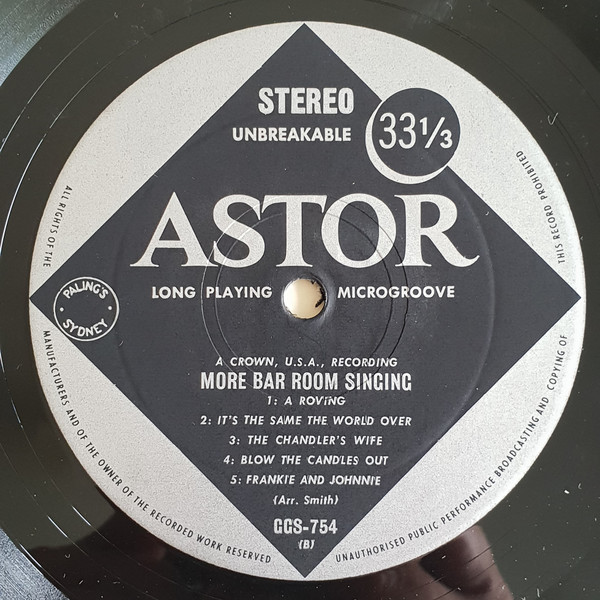 STEREO
UNBREAKABLE
33 1/3
ASTOR
LONG PLAYING MICROGROOVE
PALING'S
SYDNEY
A CROWN, U.S.A., RECORDING
MORE BAR ROOM SINGING
1: A ROVING
2: IT'S THE SAME THE WORLD OVER
3: THE CHANDLER'S WIFE
4: BLOW THE CANDLES OUT
5: FRANKIE AND JOHNNIE
(Arr. Smith)
GGS-754
(B)
ALL RIGHTS OF THE MANUFACTURERS AND OF THE OWNER OF THE RECORDED WORK RESERVED
UNAUTHORISED PUBLIC PERFORMANCE BROADCASTING AND COPYING OF THIS RECORD PROHIBITED